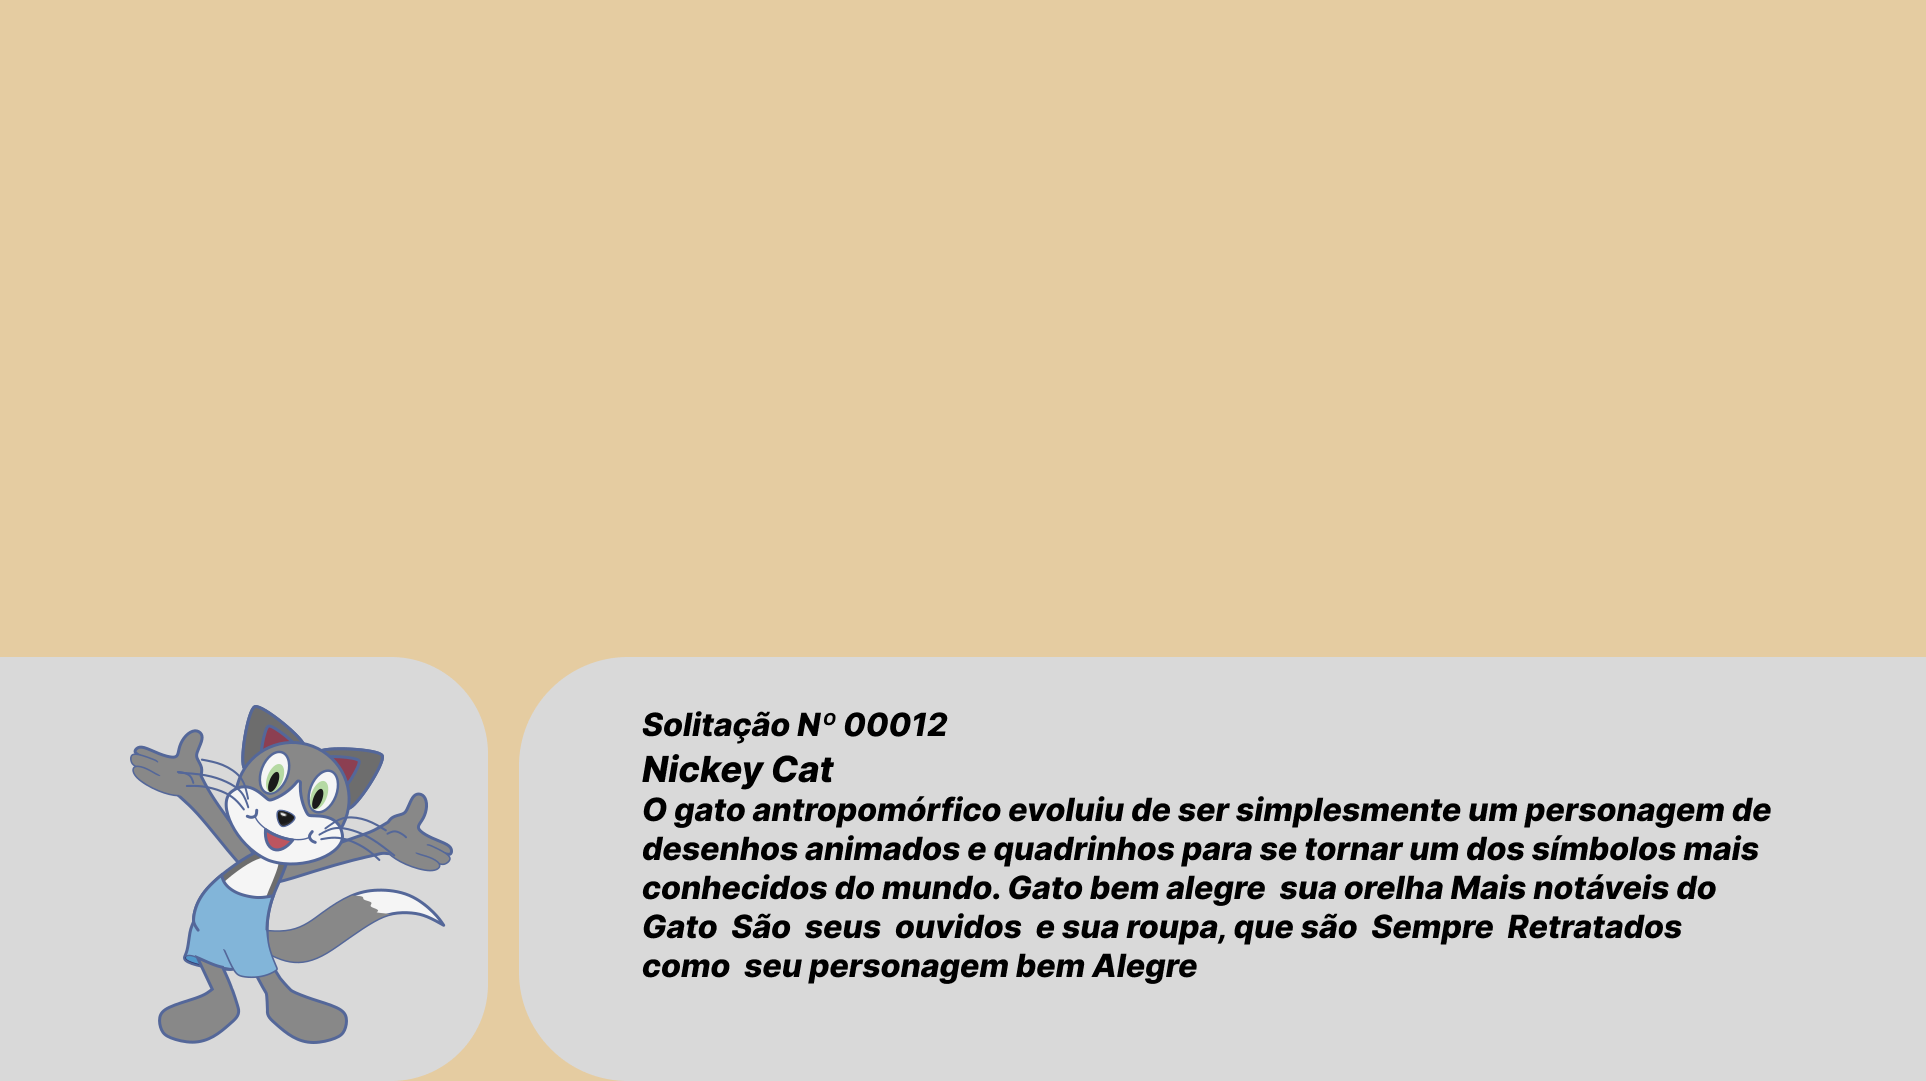 Solitação Nº 00012
Nickey Cat
O gato antropomórfico evoluiu de ser simplesmente um personagem de
desenhos animados e quadrinhos para se tornar um dos símbolos mais
conhecidos do mundo. Gato bem alegre  sua orelha Mais notáveis do
Gato  São  seus  ouvidos  e sua roupa, que são  Sempre  Retratados
como  seu personagem bem Alegre